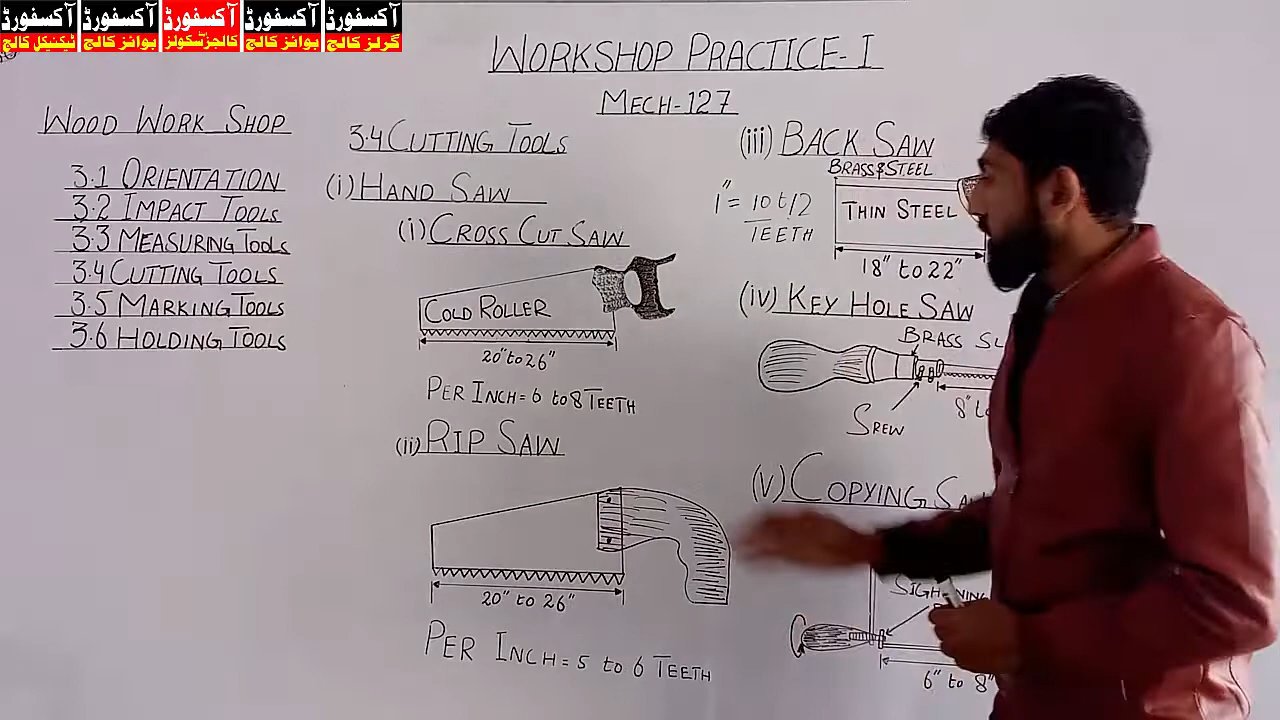 آکسفورڈ
ٹیکنیکل کالج
آکسفورڈ
بوائز کالج
آکسفورڈ
کالجز سکولز
آکسفورڈ
بوائز کالج
آکسفورڈ
گرلز کالج
WORKSHOP PRACTICE-I
MECH-127
WOOD WORK SHOP
3.1 ORIENTATION
3.2 IMPACT TOOLS
3.3 MEASURING TOOLS
3.4 CUTTING TOOLS
3.5 MARKING TOOLS
3.6 HOLDING TOOLS
3.4 CUTTING TOOLS
(i) HAND SAW
(i) CROSS CUT SAW
COLD ROLLER
20" to 26"
PER INCH = 6 to 8 TEETH
(ii) RIP SAW
20" to 26"
PER INCH = 5 to 6 TEETH
(iii) BACK SAW
BRASS & STEEL
1" = 10 t/12
TEETH
THIN STEEL
18" to 22"
(iv) KEY HOLE SAW
BRASS
SREW
8" to
(v) COPYING
6" to 8"